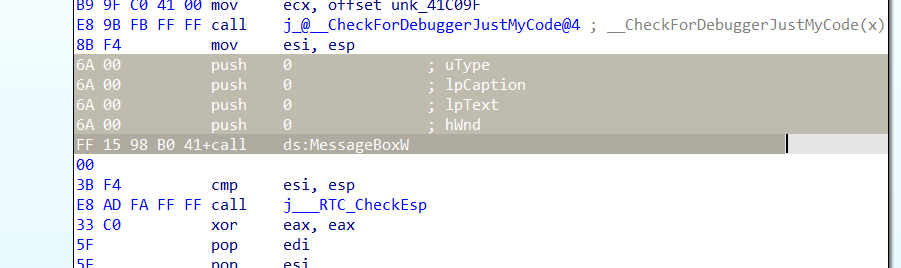 B9 9F C0 41 00 mov ecx, offset unk_41C09F
E8 9B FB FF FF call j_@__CheckForDebuggerJustMyCode@4 ; __CheckForDebuggerJustMyCode(x)
8B F4 mov esi, esp
6A 00 push 0 ; uType
6A 00 push 0 ; lpCaption
6A 00 push 0 ; lpText
6A 00 push 0 ; hWnd
FF 15 98 B0 41+call ds:MessageBoxW
00
3B F4 cmp esi, esp
E8 AD FA FF FF call j___RTC_CheckEsp
33 C0 xor eax, eax
5F pop edi
5E pop esi